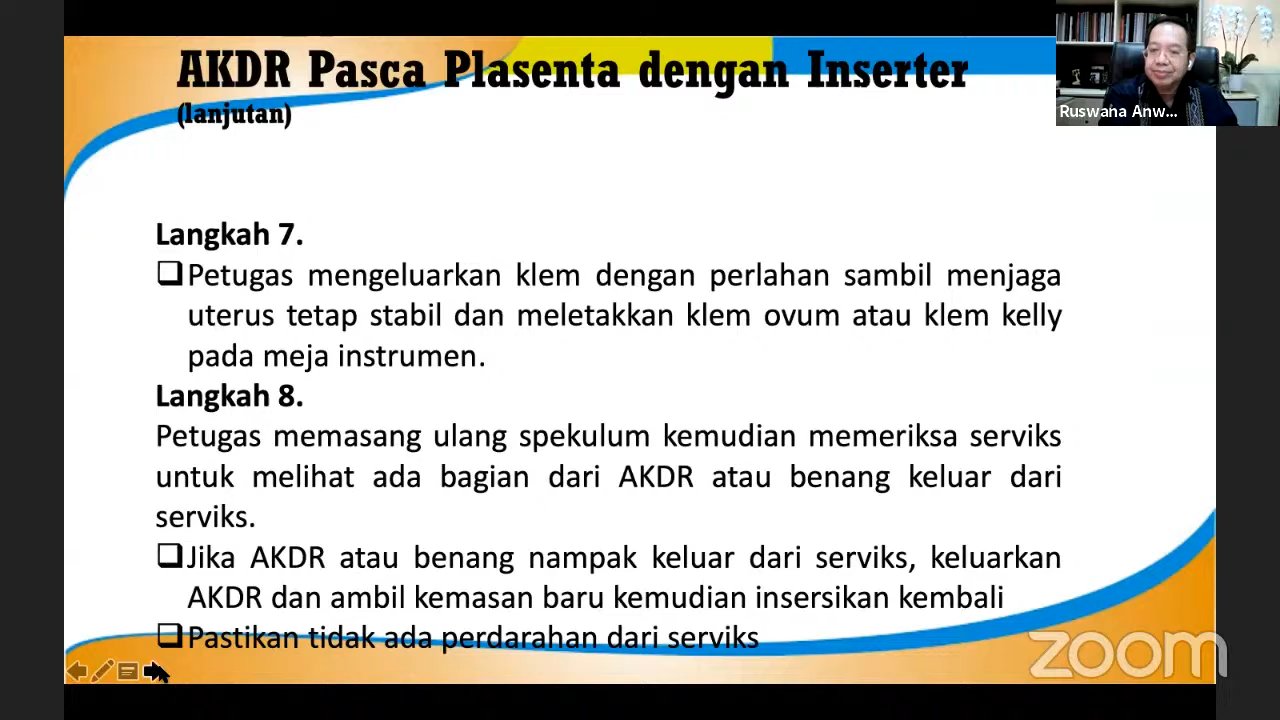 AKDR Pasca Plasenta dengan Inserter
(lanjutan)
Ruswana Anw...
Langkah 7.
❑Petugas mengeluarkan klem dengan perlahan sambil menjaga
uterus tetap stabil dan meletakkan klem ovum atau klem kelly
pada meja instrumen.
Langkah 8.
Petugas memasang ulang spekulum kemudian memeriksa serviks
untuk melihat ada bagian dari AKDR atau benang keluar dari
serviks.
❑Jika AKDR atau benang nampak keluar dari serviks, keluarkan
AKDR dan ambil kemasan baru kemudian insersikan kembali
❑Pastikan tidak ada perdarahan dari serviks
zoom